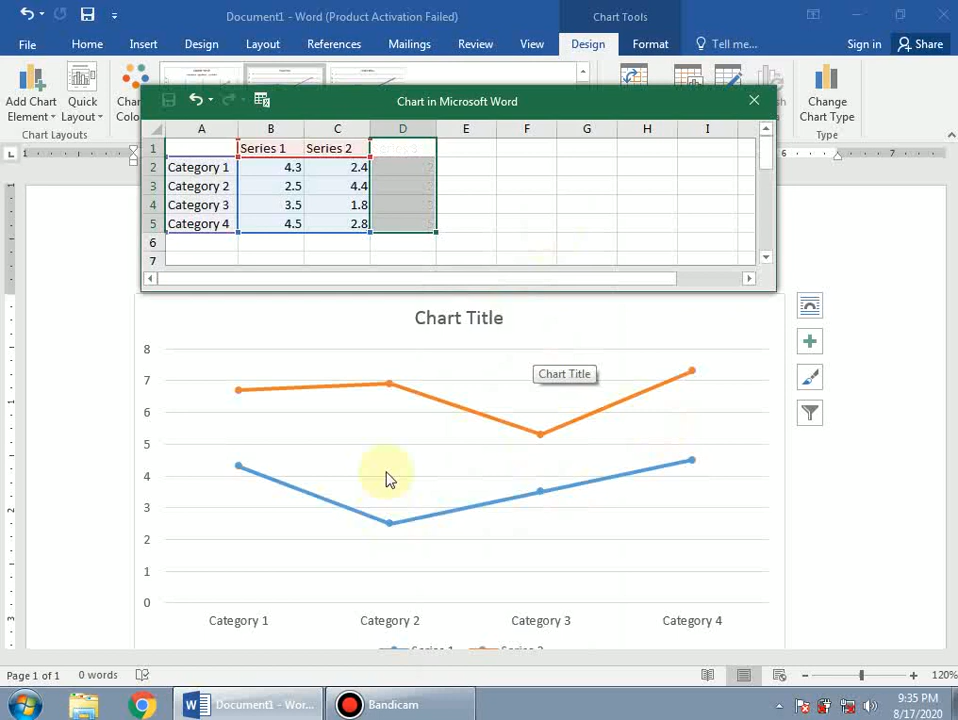 Document1 - Word (Product Activation Failed)
Chart Tools
File Home Insert Design Layout References Mailings Review View Design Format Tell me... Sign in Share
Add Chart Element
Quick Layout
Change Chart Type
Chart Layouts
Type
Chart in Microsoft Word
A B C D E F G H I
1 Series 1 Series 2
2 Category 1 4.3 2.4
3 Category 2 2.5 4.4
4 Category 3 3.5 1.8
5 Category 4 4.5 2.8
6
7
Chart Title
8
Chart Title
7
6
5
4
3
2
1
0
Category 1 Category 2 Category 3 Category 4
Series 1 Series 2
Page 1 of 1 0 words 120%
Document1 - Wor... Bandicam
9:35 PM
8/17/2020